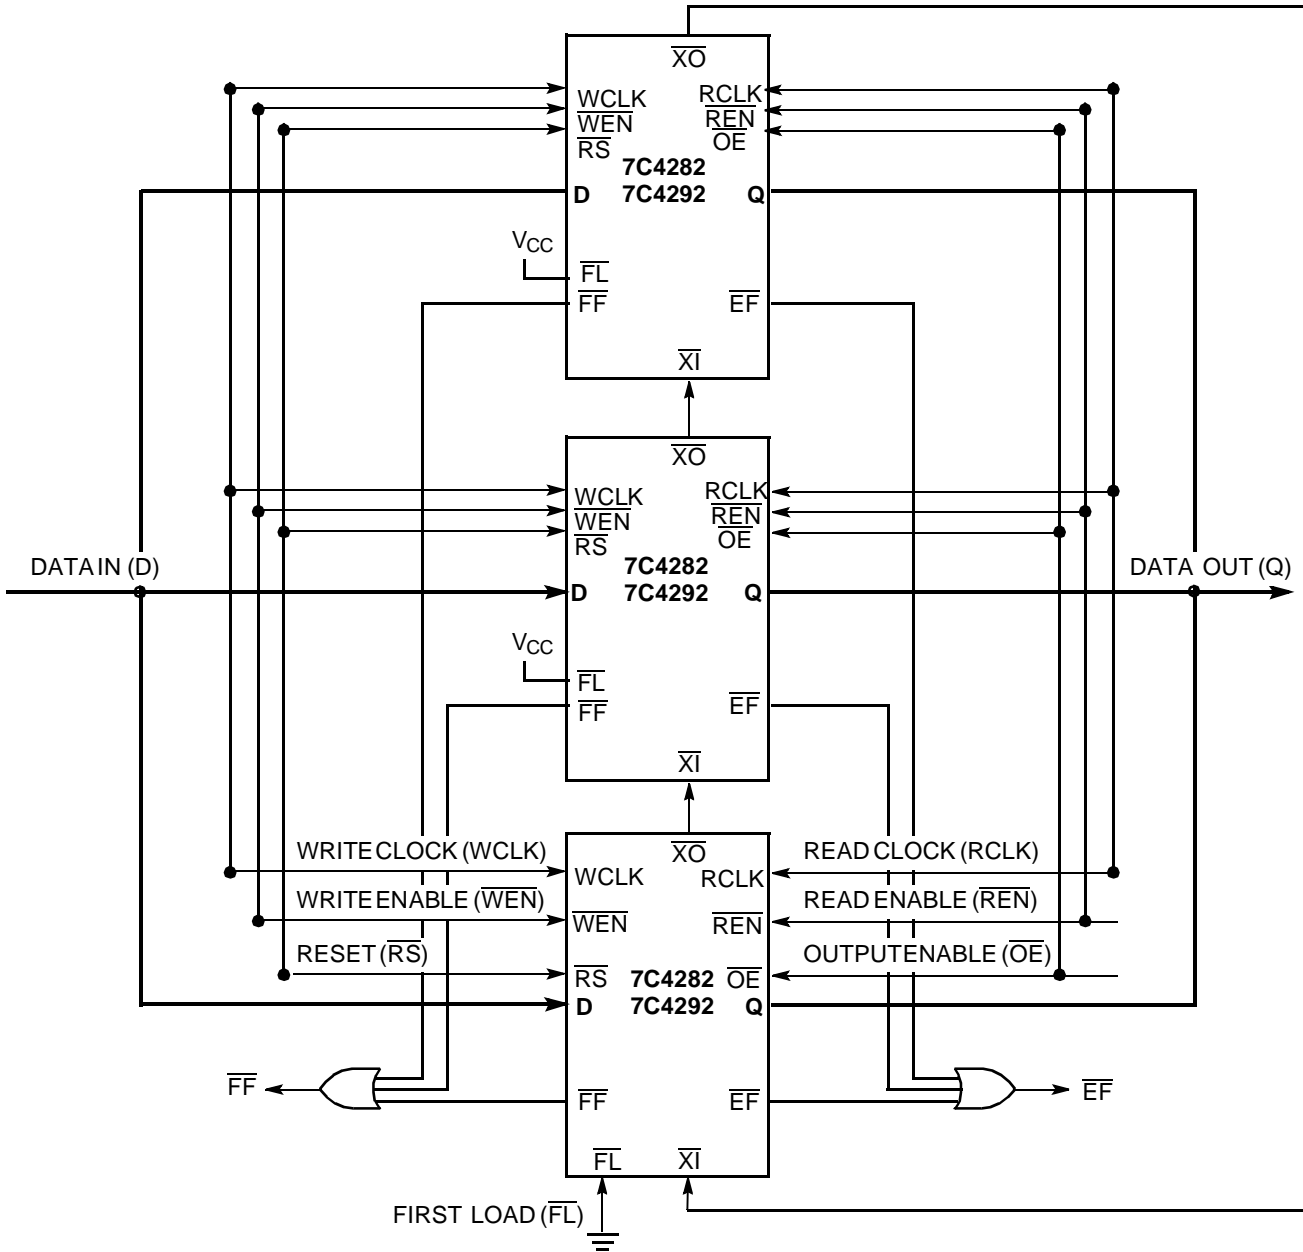 XO
WCLK RCLK
WEN REN
RS OE
7C4282
D 7C4292 Q
VCC
FL
FF EF
XI
XO
WCLK RCLK
WEN REN
RS OE
7C4282
DATA IN (D) DATA OUT (Q)
D 7C4292 Q
VCC
FL
FF EF
XI
WRITE CLOCK (WCLK) XO READ CLOCK (RCLK)
WCLK RCLK
WRITE ENABLE (WEN) READ ENABLE (REN)
WEN REN
RESET (RS) OUTPUT ENABLE (OE)
RS 7C4282 OE
D 7C4292 Q
FF EF
FF EF
FL XI
FIRST LOAD (FL)